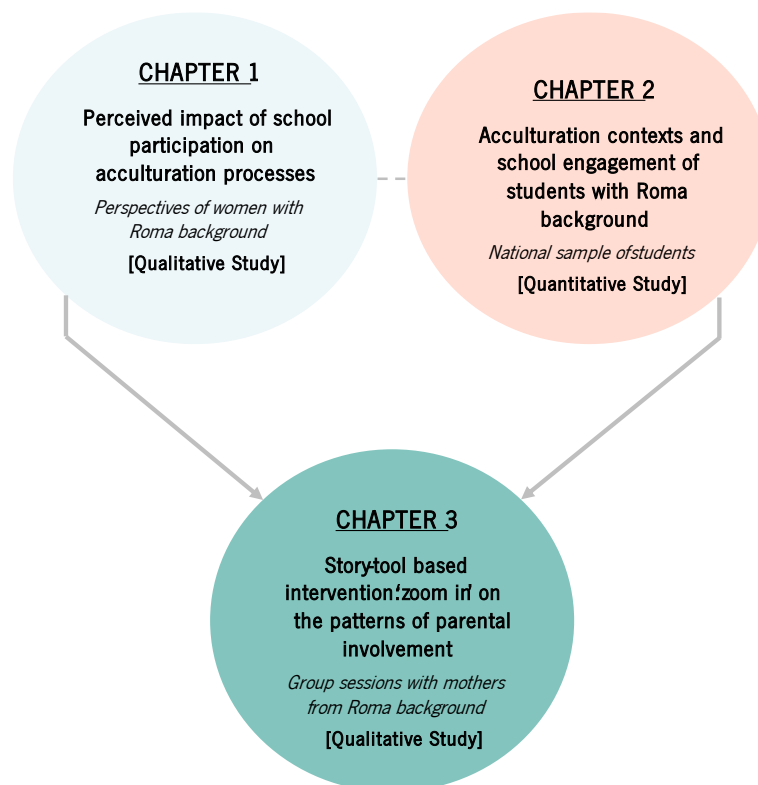 CHAPTER 1
Perceived impact of school
participation on
acculturation processes
Perspectives of women with
Roma background
[Qualitative Study]
CHAPTER 2
Acculturation contexts and
school engagement of
students with Roma
background
National sample ofstudents
[Quantitative Study]
CHAPTER 3
Story-tool based
intervention:‘zoom in’ on
the patterns of parental
involvement
Group sessions with mothers
from Roma background
[Qualitative Study]